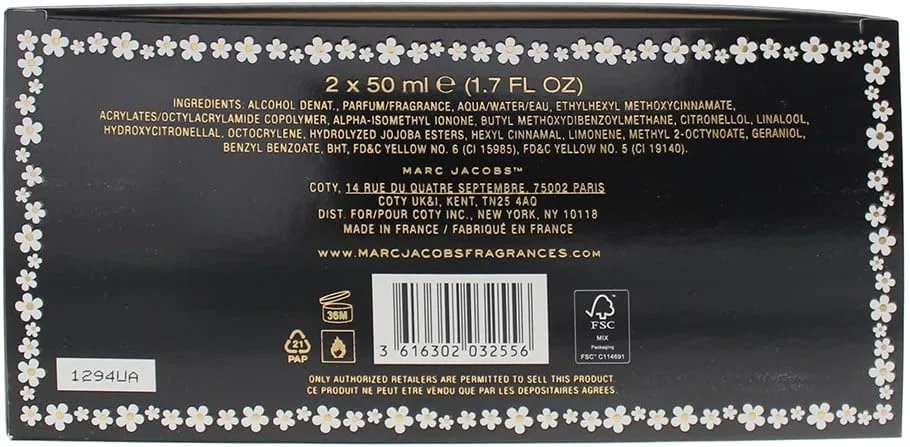 2 x 50 ml ℮ (1.7 FL OZ)
INGREDIENTS: ALCOHOL DENAT., PARFUM/FRAGRANCE, AQUA/WATER/EAU, ETHYLHEXYL METHOXYCINNAMATE,
ACRYLATES/OCTYLACRYLAMIDE COPOLYMER, ALPHA-ISOMETHYL IONONE, BUTYL METHOXYDIBENZOYLMETHANE, CITRONELLOL, LINALOOL,
HYDROXYCITRONELLAL, OCTOCRYLENE, HYDROLYZED JOJOBA ESTERS, HEXYL CINNAMAL, LIMONENE, METHYL 2-OCTYNOATE, GERANIOL,
BENZYL BENZOATE, BHT, FD&C YELLOW NO. 6 (CI 15985), FD&C YELLOW NO. 5 (CI 19140).
MARC JACOBS™
COTY, 14 RUE DU QUATRE SEPTEMBRE, 75002 PARIS
COTY UK&I, KENT, TN25 4AQ
DIST. FOR/POUR COTY INC., NEW YORK, NY 10118
MADE IN FRANCE / FABRIQUÉ EN FRANCE
WWW.MARCJACOBSFRAGRANCES.COM
36M
21
PAP
3 616302 032556
FSC
MIX
Packaging
FSC™ C114691
1294UA
ONLY AUTHORIZED RETAILERS ARE PERMITTED TO SELL THIS PRODUCT.
CE PRODUIT NE PEUT ETRE VENDU QUE PAR LES DEPOSITAIRES AGREES.